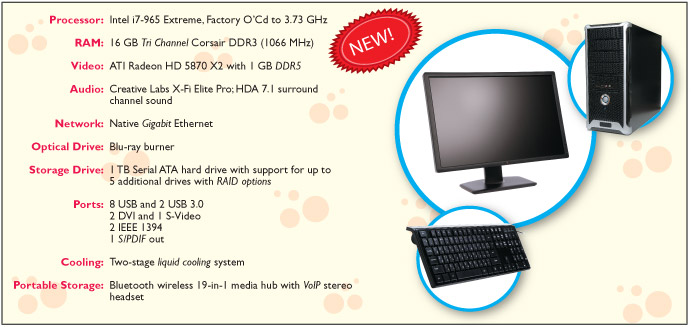 Processor: Intel i7-965 Extreme, Factory O'Cd to 3.73 GHz
RAM: 16 GB Tri Channel Corsair DDR3 (1066 MHz)
Video: ATI Radeon HD 5870 X2 with 1 GB DDR5
Audio: Creative Labs X-Fi Elite Pro; HDA 7.1 surround
channel sound
Network: Native Gigabit Ethernet
Optical Drive: Blu-ray burner
Storage Drive: 1 TB Serial ATA hard drive with support for up to
5 additional drives with RAID options
Ports: 8 USB and 2 USB 3.0
2 DVI and 1 S-Video
2 IEEE 1394
1 S/PDIF out
Cooling: Two-stage liquid cooling system
Portable Storage: Bluetooth wireless 19-in-1 media hub with VoIP stereo
headset
NEW!